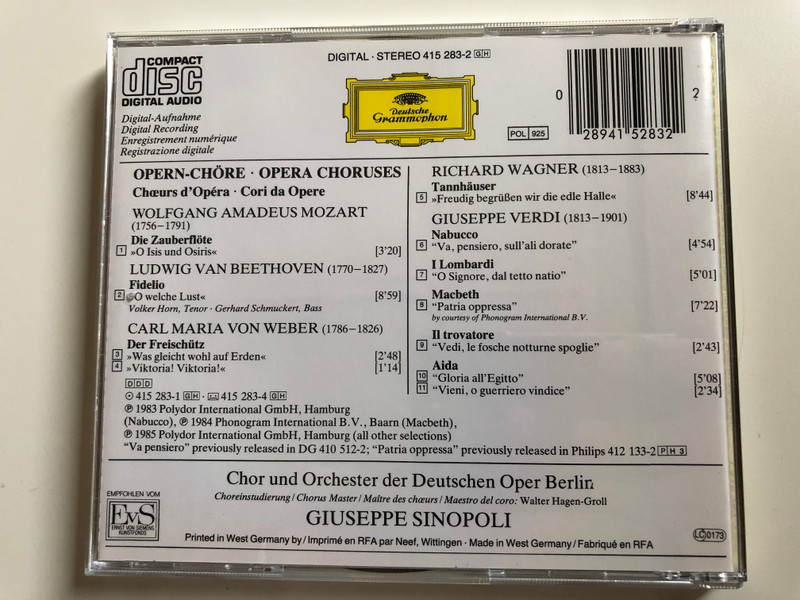 COMPACT
disc
DIGITAL AUDIO
DIGITAL · STEREO 415 283-2 GH
Deutsche
Grammophon
POL 925
0 28941 52832 2
Digital-Aufnahme
Digital Recording
Enregistrement numérique
Registrazione digitale
OPERN-CHÖRE · OPERA CHORUSES
Chœurs d'Opéra · Cori da Opere
WOLFGANG AMADEUS MOZART
(1756–1791)
Die Zauberflöte
1 »O Isis und Osiris« [3'20]
LUDWIG VAN BEETHOVEN (1770–1827)
Fidelio
2 »O welche Lust« [8'59]
Volker Horn, Tenor · Gerhard Schmuckert, Bass
CARL MARIA VON WEBER (1786–1826)
Der Freischütz
3 »Was gleicht wohl auf Erden« [2'48]
4 »Viktoria! Viktoria!« [1'14]
RICHARD WAGNER (1813–1883)
Tannhäuser
5 »Freudig begrüßen wir die edle Halle« [8'44]
GIUSEPPE VERDI (1813–1901)
Nabucco
6 “Va, pensiero, sull'ali dorate” [4'54]
I Lombardi
7 “O Signore, dal tetto natio” [5'01]
Macbeth
8 “Patria oppressa” [7'22]
by courtesy of Phonogram International B. V.
Il trovatore
9 “Vedi, le fosche notturne spoglie” [2'43]
Aida
10 “Gloria all'Egitto” [5'08]
11 “Vieni, o guerriero vindice” [2'34]
DDD
415 283-1 GH · 415 283-4 GH
℗ 1983 Polydor International GmbH, Hamburg
(Nabucco), ℗ 1984 Phonogram International B. V., Baarn (Macbeth),
℗ 1985 Polydor International GmbH, Hamburg (all other selections)
“Va pensiero” previously released in DG 410 512-2; “Patria oppressa” previously released in Philips 412 133-2 PH 3
Chor und Orchester der Deutschen Oper Berlin
Choreinstudierung / Chorus Master / Maître des chœurs / Maestro del coro: Walter Hagen-Groll
GIUSEPPE SINOPOLI
EMPFOHLEN VOM
EvS
ERNST VON SIEMENS
KUNSTFONDS
Printed in West Germany by / Imprimé en RFA par Neef, Wittingen · Made in West Germany / Fabriqué en RFA
LC 0173